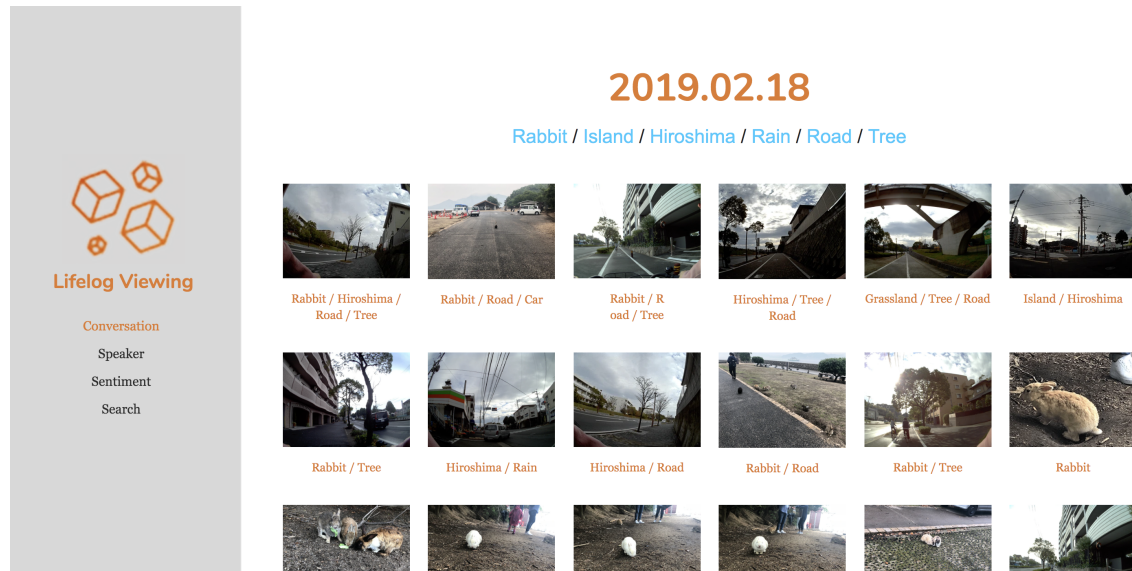 Lifelog Viewing
Conversation
Speaker
Sentiment
Search
2019.02.18
Rabbit / Island / Hiroshima / Rain / Road / Tree
Rabbit / Hiroshima /
Road / Tree
Rabbit / Road / Car
Rabbit / R
oad / Tree
Hiroshima / Tree /
Road
Grassland / Tree / Road
Island / Hiroshima
Rabbit / Tree
Hiroshima / Rain
Hiroshima / Road
Rabbit / Road
Rabbit / Tree
Rabbit